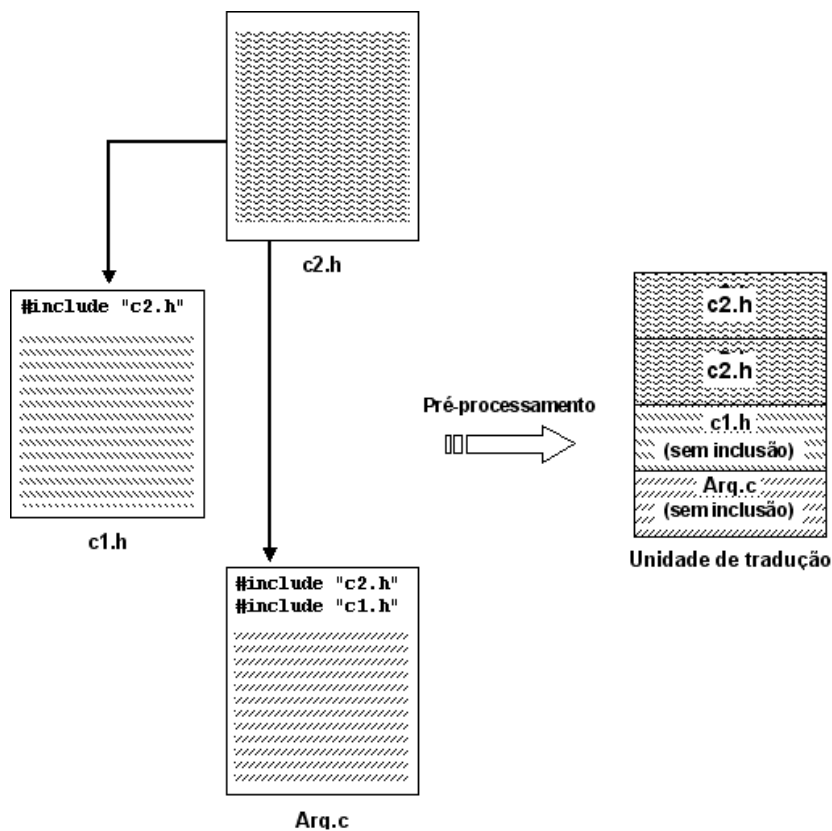 c2.h
#include "c2.h"
c1.h
#include "c2.h"
#include "c1.h"
Arq.c
Pré-processamento
c2.h
c2.h
c1.h
(sem inclusão)
Arq.c
(sem inclusão)
Unidade de tradução